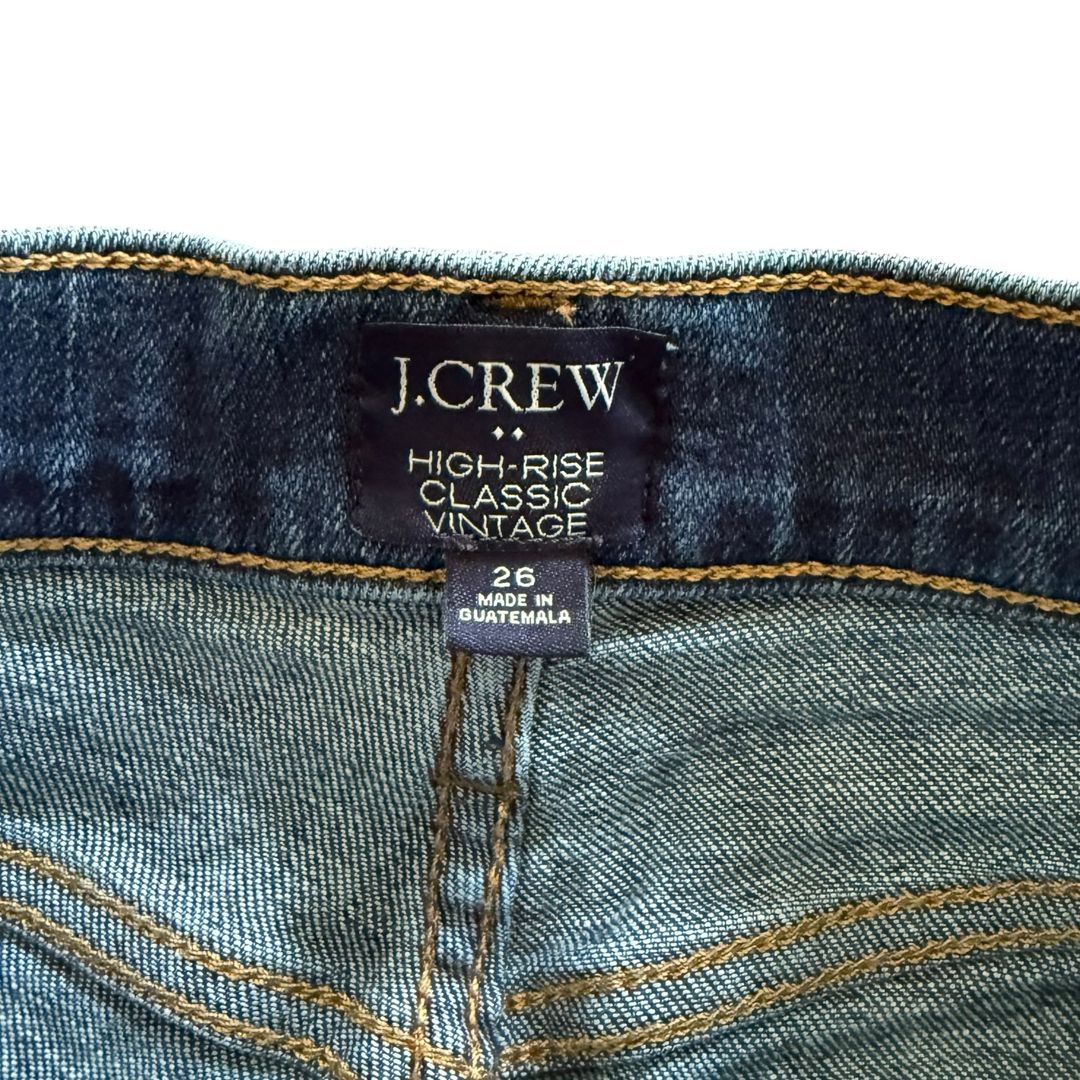 J.CREW
HIGH-RISE
CLASSIC
VINTAGE
26
MADE IN
GUATEMALA